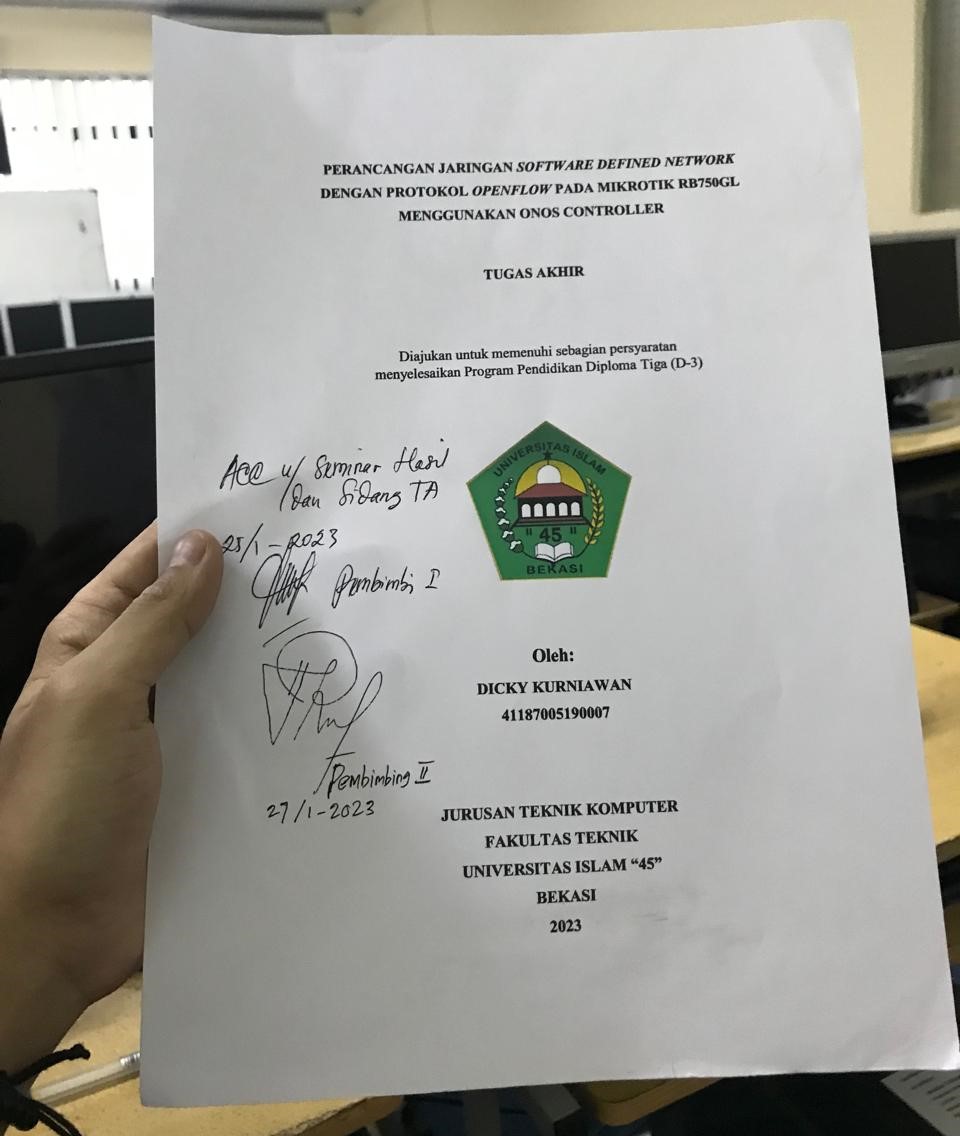 PERANCANGAN JARINGAN SOFTWARE DEFINED NETWORK
DENGAN PROTOKOL OPENFLOW PADA MIKROTIK RB750GL
MENGGUNAKAN ONOS CONTROLLER
TUGAS AKHIR
Diajukan untuk memenuhi sebagian persyaratan
menyelesaikan Program Pendidikan Diploma Tiga (D-3)
UNIVERSITAS ISLAM
" 45 "
BEKASI
Acc u/ Seminar Hasil
dan Sidang TA
25/1-2023
Pembimbi I
Pembimbing II
27/1-2023
Oleh:
DICKY KURNIAWAN
41187005190007
JURUSAN TEKNIK KOMPUTER
FAKULTAS TEKNIK
UNIVERSITAS ISLAM “45”
BEKASI
2023